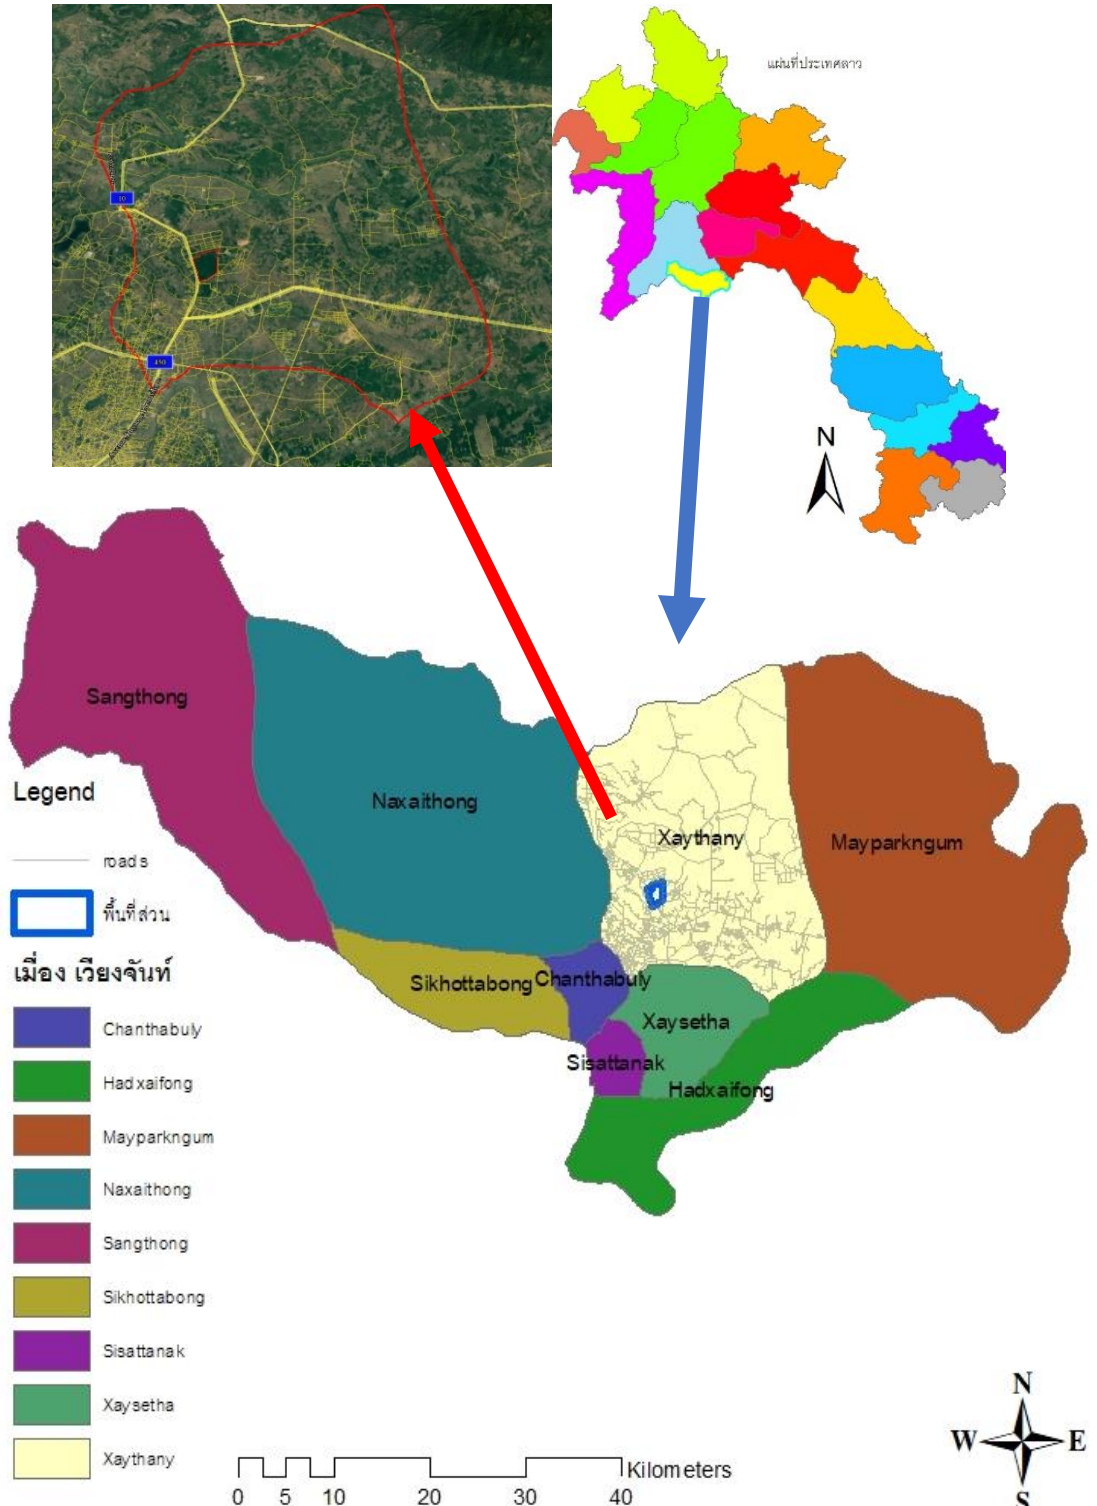 แผ่นที่ประเทศลาว
10
450
N
Sangthong
Naxaithong
Xaythany
Mayparkngum
Sikhottabong
Chanthabuly
Xaysetha
Sisattanak
Hadxaifong
Legend
roads
พื้นที่ส่วน
เมื่อง เวียงจันท์
Chanthabuly
Hadxaifong
Mayparkngum
Naxaithong
Sangthong
Sikhottabong
Sisattanak
Xaysetha
Xaythany
Kilometers
0 5 10 20 30 40
N
W E
S